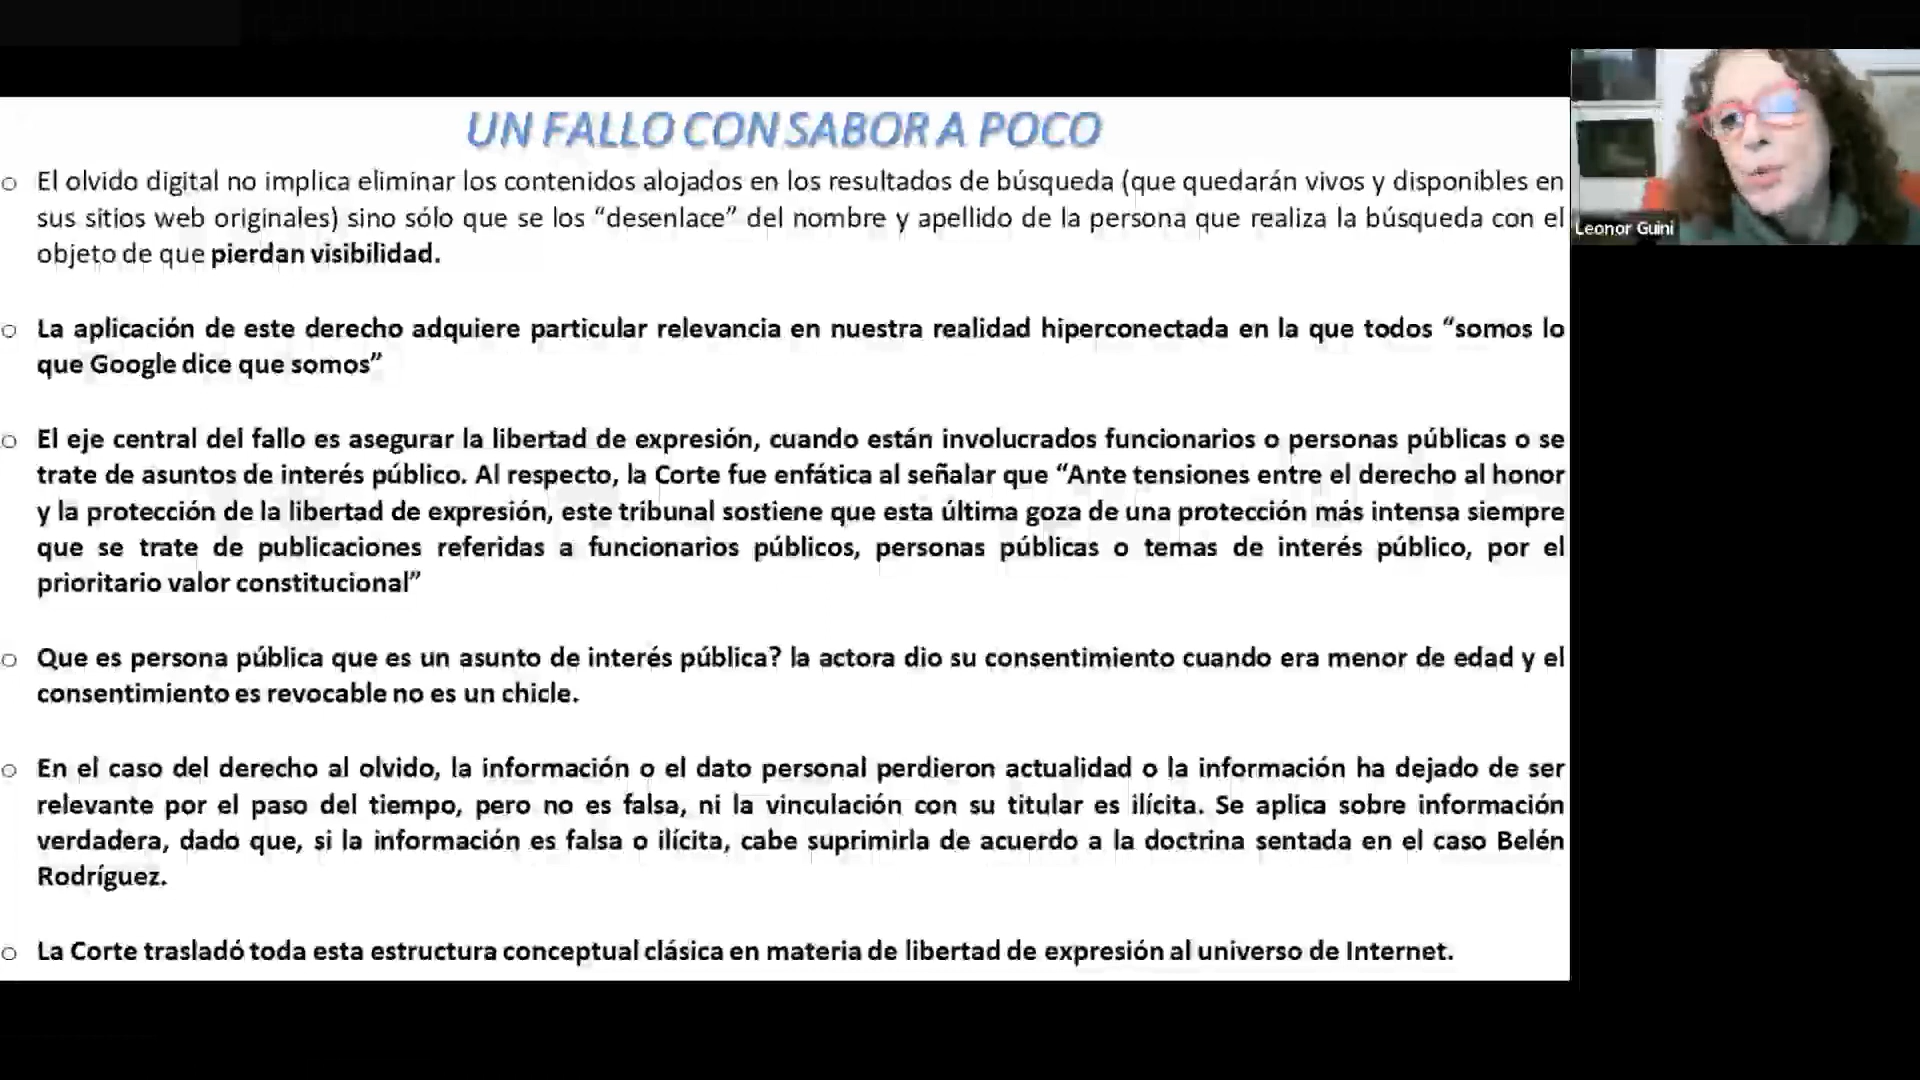 UN FALLO CON SABOR A POCO
o El olvido digital no implica eliminar los contenidos alojados en los resultados de búsqueda (que quedarán vivos y disponibles en
sus sitios web originales) sino sólo que se los “desenlace” del nombre y apellido de la persona que realiza la búsqueda con el
objeto de que pierdan visibilidad.
o La aplicación de este derecho adquiere particular relevancia en nuestra realidad hiperconectada en la que todos “somos lo
que Google dice que somos”
o El eje central del fallo es asegurar la libertad de expresión, cuando están involucrados funcionarios o personas públicas o se
trate de asuntos de interés público. Al respecto, la Corte fue enfática al señalar que “Ante tensiones entre el derecho al honor
y la protección de la libertad de expresión, este tribunal sostiene que esta última goza de una protección más intensa siempre
que se trate de publicaciones referidas a funcionarios públicos, personas públicas o temas de interés público, por el
prioritario valor constitucional”
o Que es persona pública que es un asunto de interés pública? la actora dio su consentimiento cuando era menor de edad y el
consentimiento es revocable no es un chicle.
o En el caso del derecho al olvido, la información o el dato personal perdieron actualidad o la información ha dejado de ser
relevante por el paso del tiempo, pero no es falsa, ni la vinculación con su titular es ilícita. Se aplica sobre información
verdadera, dado que, si la información es falsa o ilícita, cabe suprimirla de acuerdo a la doctrina sentada en el caso Belén
Rodríguez.
o La Corte trasladó toda esta estructura conceptual clásica en materia de libertad de expresión al universo de Internet.
Leonor Guini